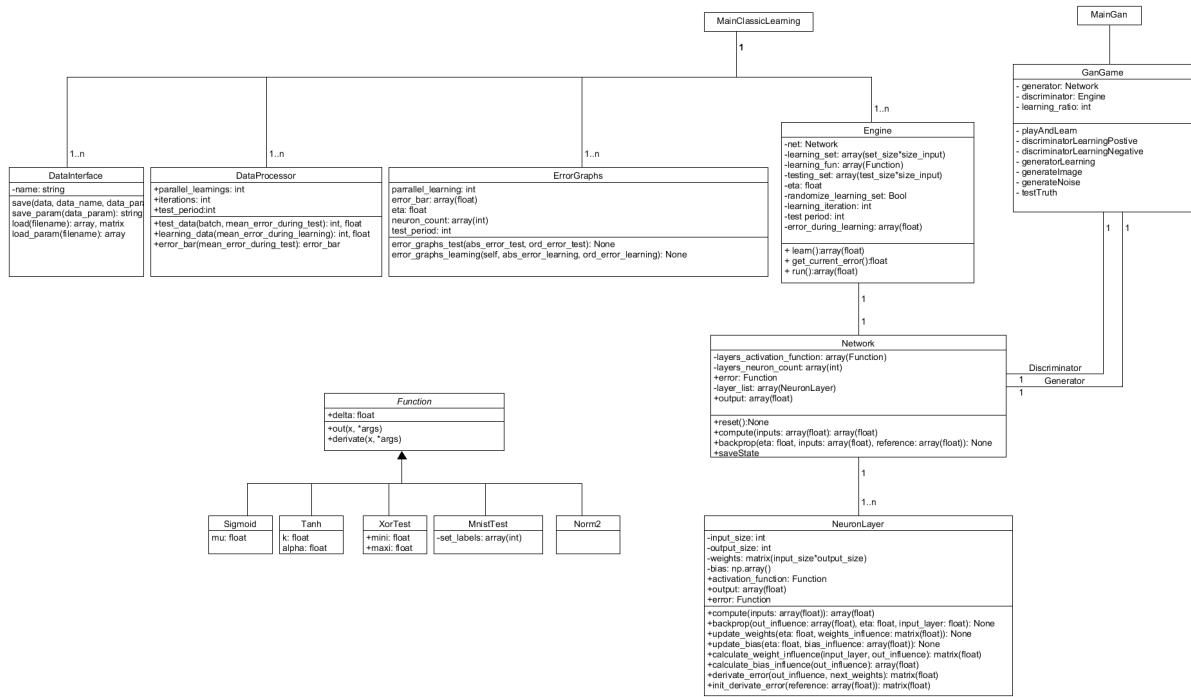 MainClassicLearning
1
1..n
1..n
1..n
1..n
DataInterface
-name: string
save(data, data_name, data_par
save_param(data_param): string
load(filename): array, matrix
load_param(filename): array
DataProcessor
+parallel_learnings: int
+iterations: int
+test_period:int
+test_data(batch, mean_error_during_test): int, float
+learning_data(mean_error_during_learning): int, float
+error_bar(mean_error_during_test): error_bar
ErrorGraphs
parrallel_learning: int
error_bar: array(float)
eta: float
neuron_count: array(int)
test_period: int
error_graphs_test(abs_error_test, ord_error_test): None
error_graphs_learning(self, abs_error_learning, ord_error_learning): None
Engine
-net: Network
-learning_set: array(set_size*size_input)
-learning_fun: array(Function)
-testing_set: array(test_size*size_input)
-eta: float
-randomize_learning_set: Bool
-learning_iteration: int
-test period: int
-error_during_learning: array(float)
+ learn():array(float)
+ get_current_error():float
+ run():array(float)
MainGan
GanGame
- generator: Network
- discriminator: Engine
- learning_ratio: int
- playAndLearn
- discriminatorLearningPostive
- discriminatorLearningNegative
- generatorLearning
- generateImage
- generateNoise
- testTruth
1
1
1
1
Network
-layers_activation_function: array(Function)
-layers_neuron_count: array(int)
+error: Function
-layer_list: array(NeuronLayer)
+output: array(float)
+reset():None
+compute(inputs: array(float): array(float)
+backprop(eta: float, inputs: array(float), reference: array(float)): None
+saveState
Discriminator
1
Generator
1
1
1..n
Function
+delta: float
+out(x, *args)
+derivate(x, *args)
Sigmoid
mu: float
Tanh
k: float
alpha: float
XorTest
+mini: float
+maxi: float
MnistTest
-set_labels: array(int)
Norm2
NeuronLayer
-input_size: int
-output_size: int
-weights: matrix(input_size*output_size)
-bias: np.array()
+activation_function: Function
+output: array(float)
+error: Function
+compute(inputs: array(float)): array(float)
+backprop(out_influence: array(float), eta: float, input_layer: float): None
+update_weights(eta: float, weights_influence: matrix(float)): None
+update_bias(eta: float, bias_influence: array(float)): None
+calculate_weight_influence(input_layer, out_influence): matrix(float)
+calculate_bias_influence(out_influence): array(float)
+derivate_error(out_influence, next_weights): matrix(float)
+init_derivate_error(reference: array(float)): matrix(float)